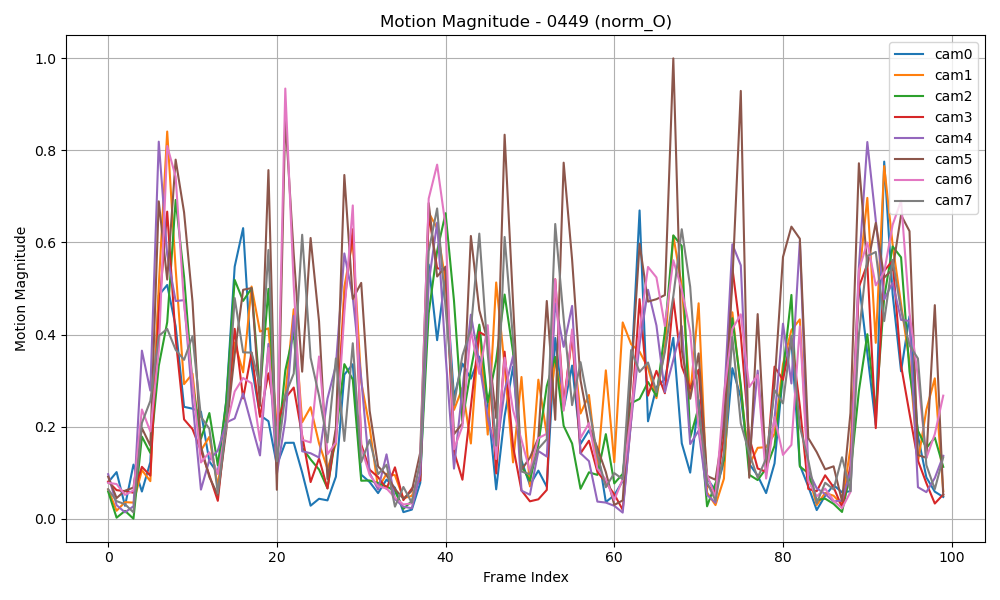 Motion Magnitude - 0449 (norm_O)
Motion Magnitude
1.0
0.8
0.6
0.4
0.2
0.0
0
20
40
60
80
100
Frame Index
cam0
cam1
cam2
cam3
cam4
cam5
cam6
cam7